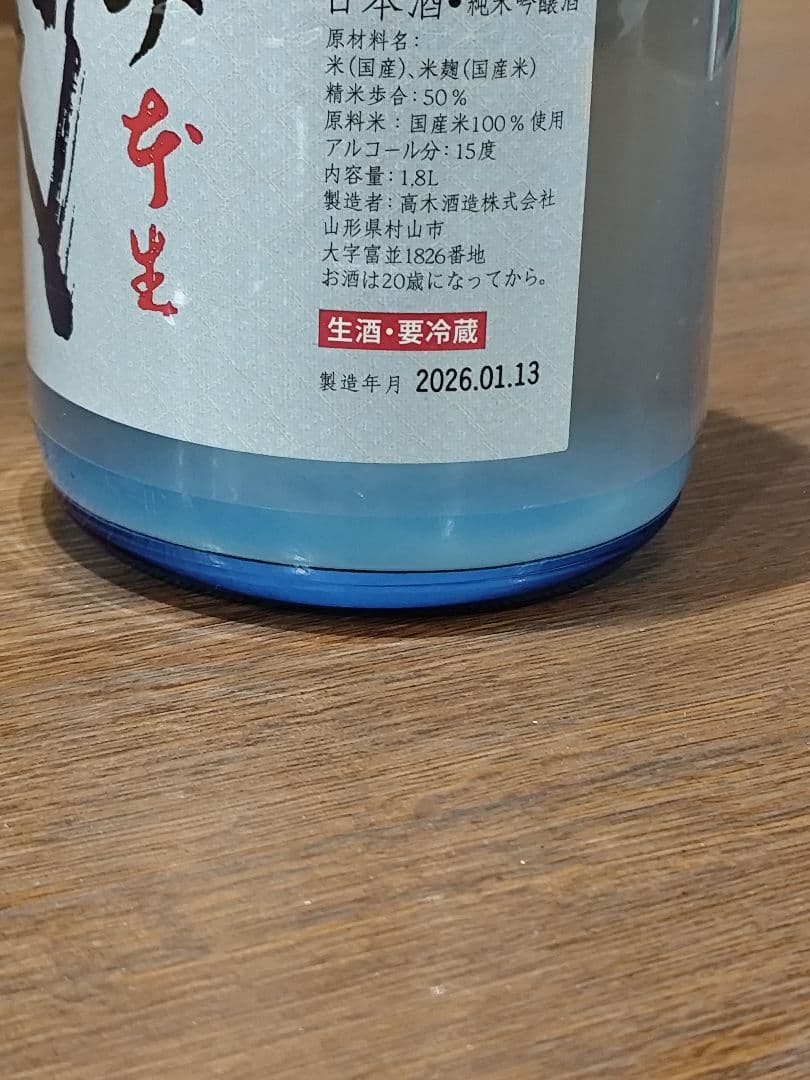 本生
日本酒・純米吟醸酒
原材料名：
米(国産)、米麹(国産米)
精米歩合：50％
原料米：国産米100％使用
アルコール分：15度
内容量：1.8L
製造者：高木酒造株式会社
山形県村山市
大字富並1826番地
お酒は20歳になってから。
生酒・要冷蔵
製造年月 2026.01.13